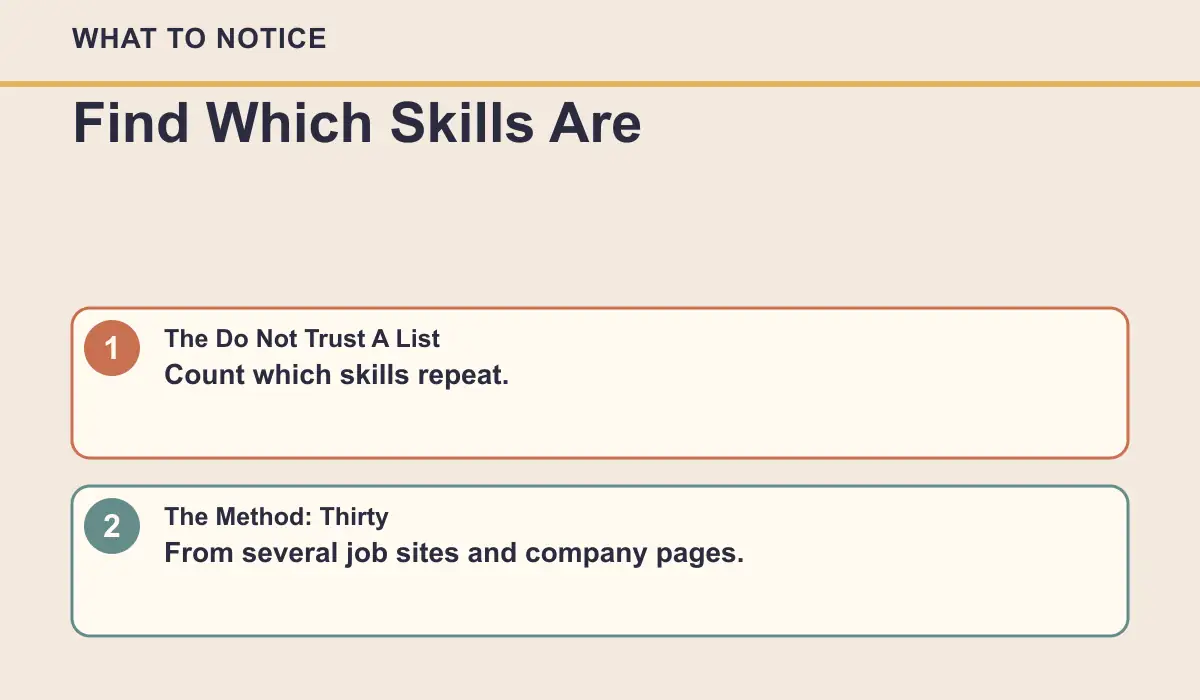 WHAT TO NOTICE
Find Which Skills Are
1
The Do Not Trust A List
Count which skills repeat.
2
The Method: Thirty
From several job sites and company pages.